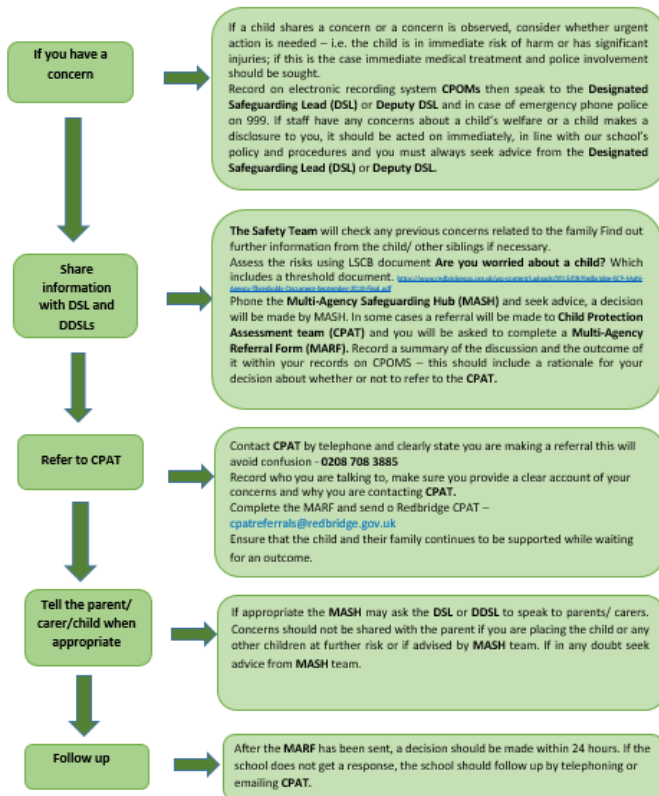 If you have a
concern
If a child shares a concern or a concern is observed, consider whether urgent
action is needed – i.e. the child is in immediate risk of harm or has significant
injuries; if this is the case immediate medical treatment and police involvement
should be sought.
Record on electronic recording system CPOMs then speak to the Designated
Safeguarding Lead (DSL) or Deputy DSL and in case of emergency phone police
on 999. If staff have any concerns about a child's welfare or a child makes a
disclosure to you, it should be acted on immediately, in line with our school's
policy and procedures and you must always seek advice from the Designated
Safeguarding Lead (DSL) or Deputy DSL.
Share
information
with DSL and
DDSLs
The Safety Team will check any previous concerns related to the family Find out
further information from the child/ other siblings if necessary.
Assess the risks using LSCB document Are you worried about a child? Which
includes a threshold document.
Phone the Multi-Agency Safeguarding Hub (MASH) and seek advice, a decision
will be made by MASH. In some cases a referral will be made to Child Protection
Assessment team (CPAT) and you will be asked to complete a Multi-Agency
Referral Form (MARF). Record a summary of the discussion and the outcome of
it within your records on CPOMS – this should include a rationale for your
decision about whether or not to refer to the CPAT.
Refer to CPAT
Contact CPAT by telephone and clearly state you are making a referral this will
avoid confusion - 0208 708 3885
Record who you are talking to, make sure you provide a clear account of your
concerns and why you are contacting CPAT.
Complete the MARF and send o Redbridge CPAT –
cpatreferrals@redbridge.gov.uk
Ensure that the child and their family continues to be supported while waiting
for an outcome.
Tell the parent/
carer/child when
appropriate
If appropriate the MASH may ask the DSL or DDSL to speak to parents/ carers.
Concerns should not be shared with the parent if you are placing the child or any
other children at further risk or if advised by MASH team. If in any doubt seek
advice from MASH team.
Follow up
After the MARF has been sent, a decision should be made within 24 hours. If the
school does not get a response, the school should follow up by telephoning or
emailing CPAT.